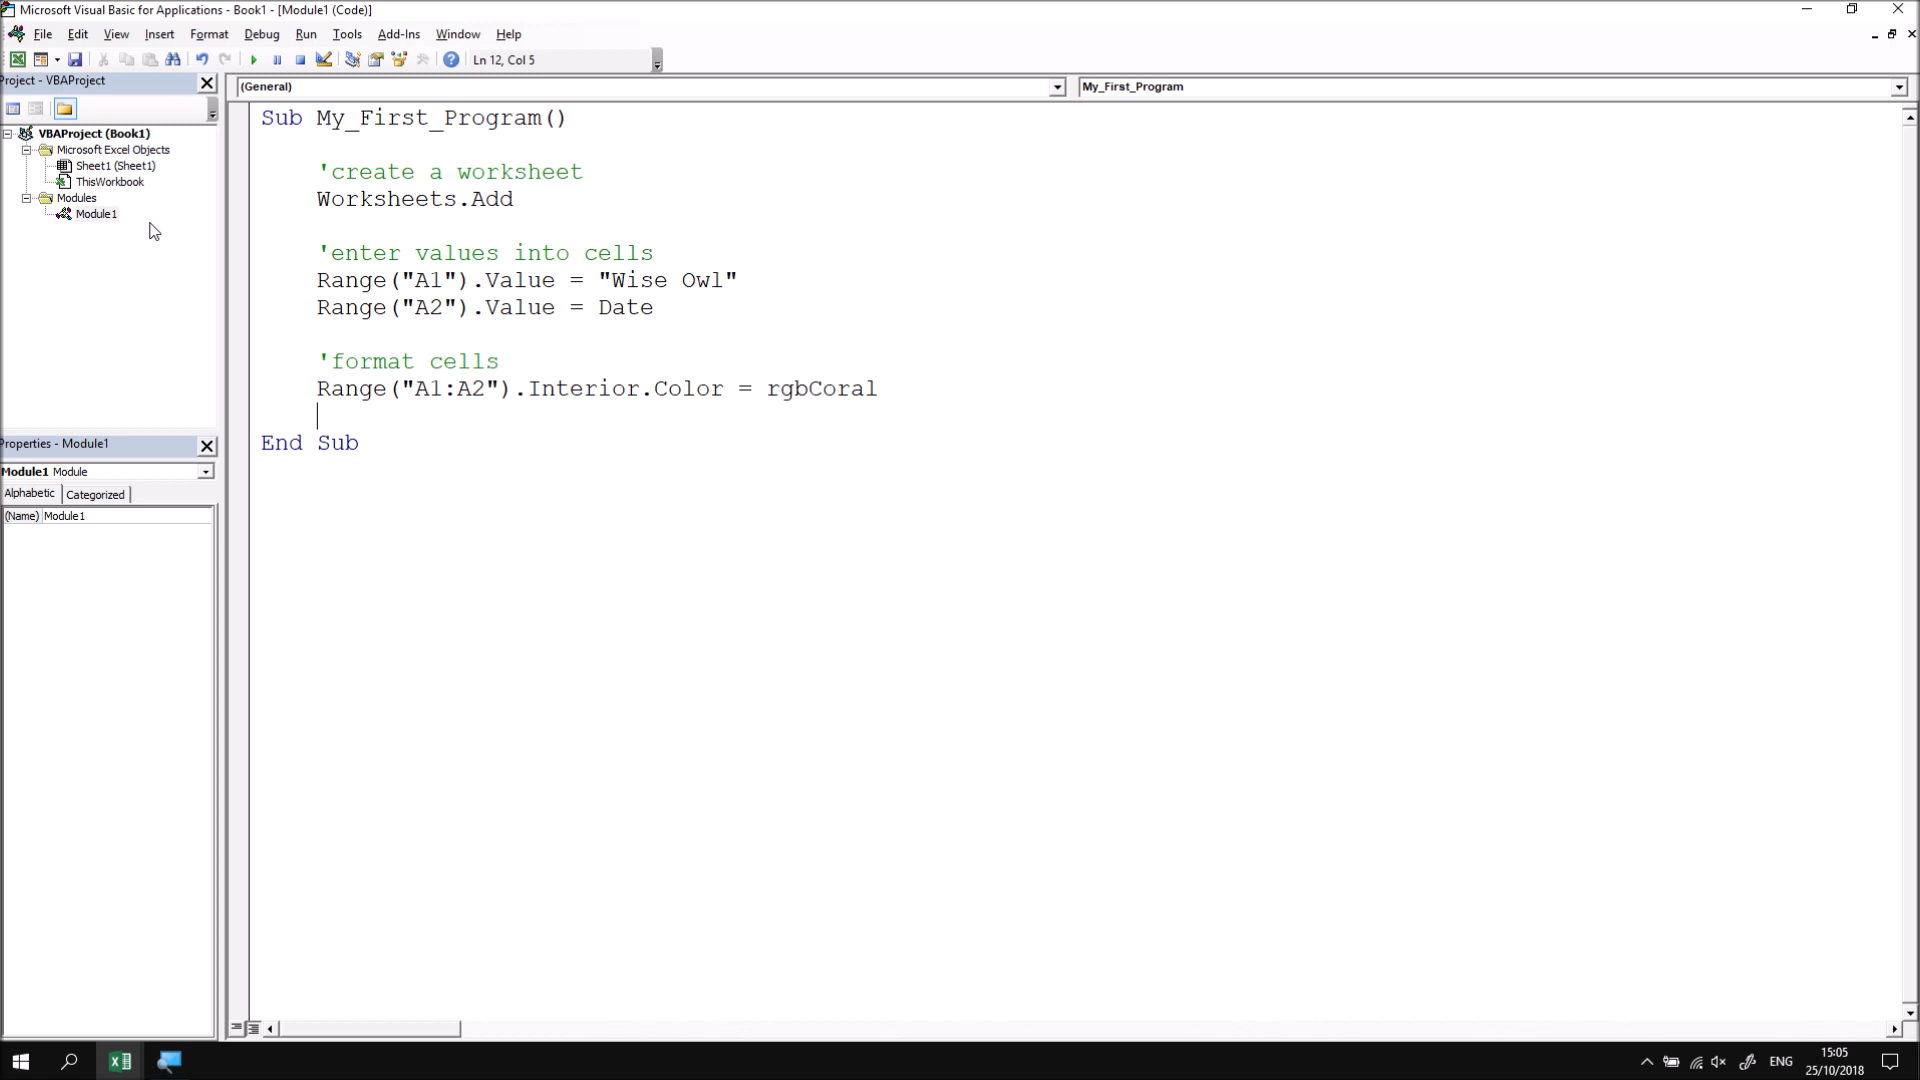 Microsoft Visual Basic for Applications - Book1 - [Module1 (Code)]
File Edit View Insert Format Debug Run Tools Add-Ins Window Help
Ln 12, Col 5
Project - VBAProject
(General)
My_First_Program
VBAProject (Book1)
Microsoft Excel Objects
Sheet1 (Sheet1)
ThisWorkbook
Modules
Module1
Sub My_First_Program()
'create a worksheet
Worksheets.Add
'enter values into cells
Range("A1").Value = "Wise Owl"
Range("A2").Value = Date
'format cells
Range("A1:A2").Interior.Color = rgbCoral
End Sub
Properties - Module1
Module1 Module
Alphabetic Categorized
(Name) Module1
ENG
15:05
25/10/2018